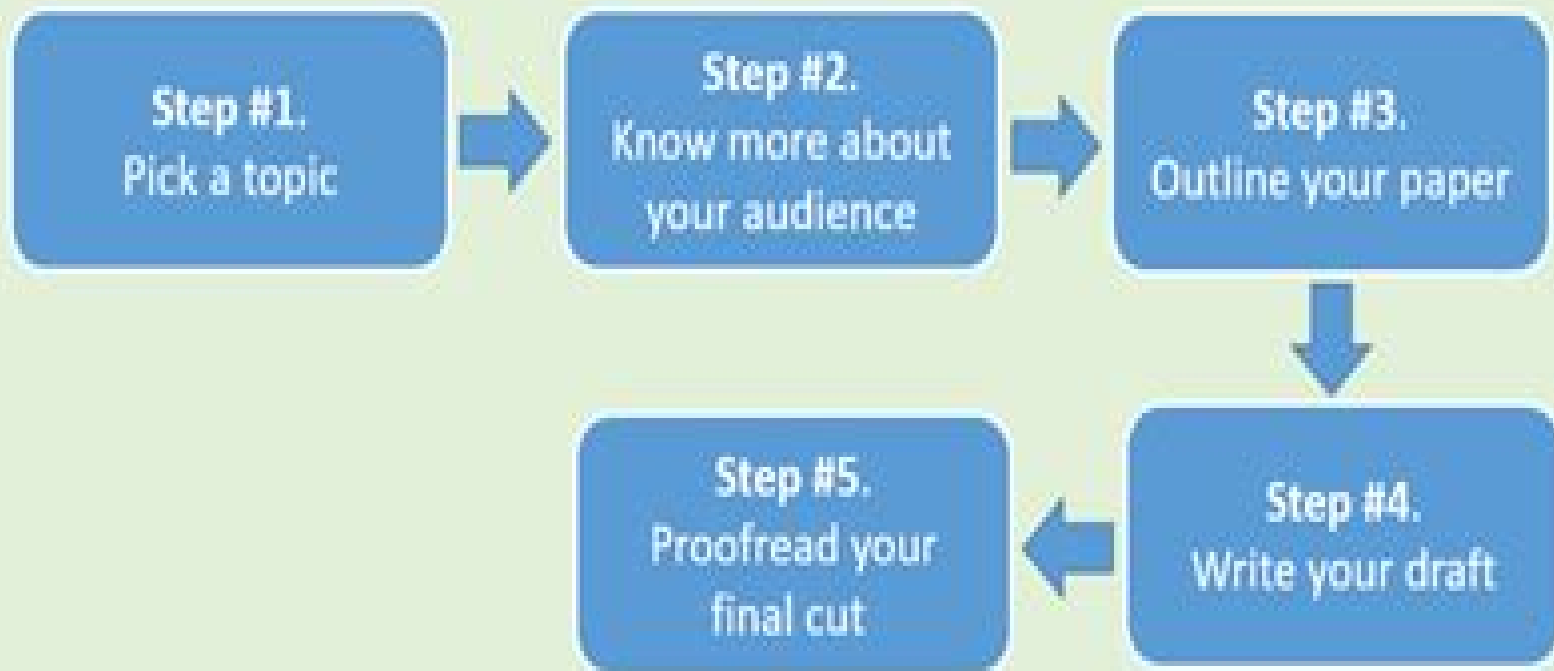 Step #1.
Pick a topic
Step #2.
Know more about
your audience
Step #3.
Outline your paper
Step #4.
Write your draft
Step #5.
Proofread your
final cut